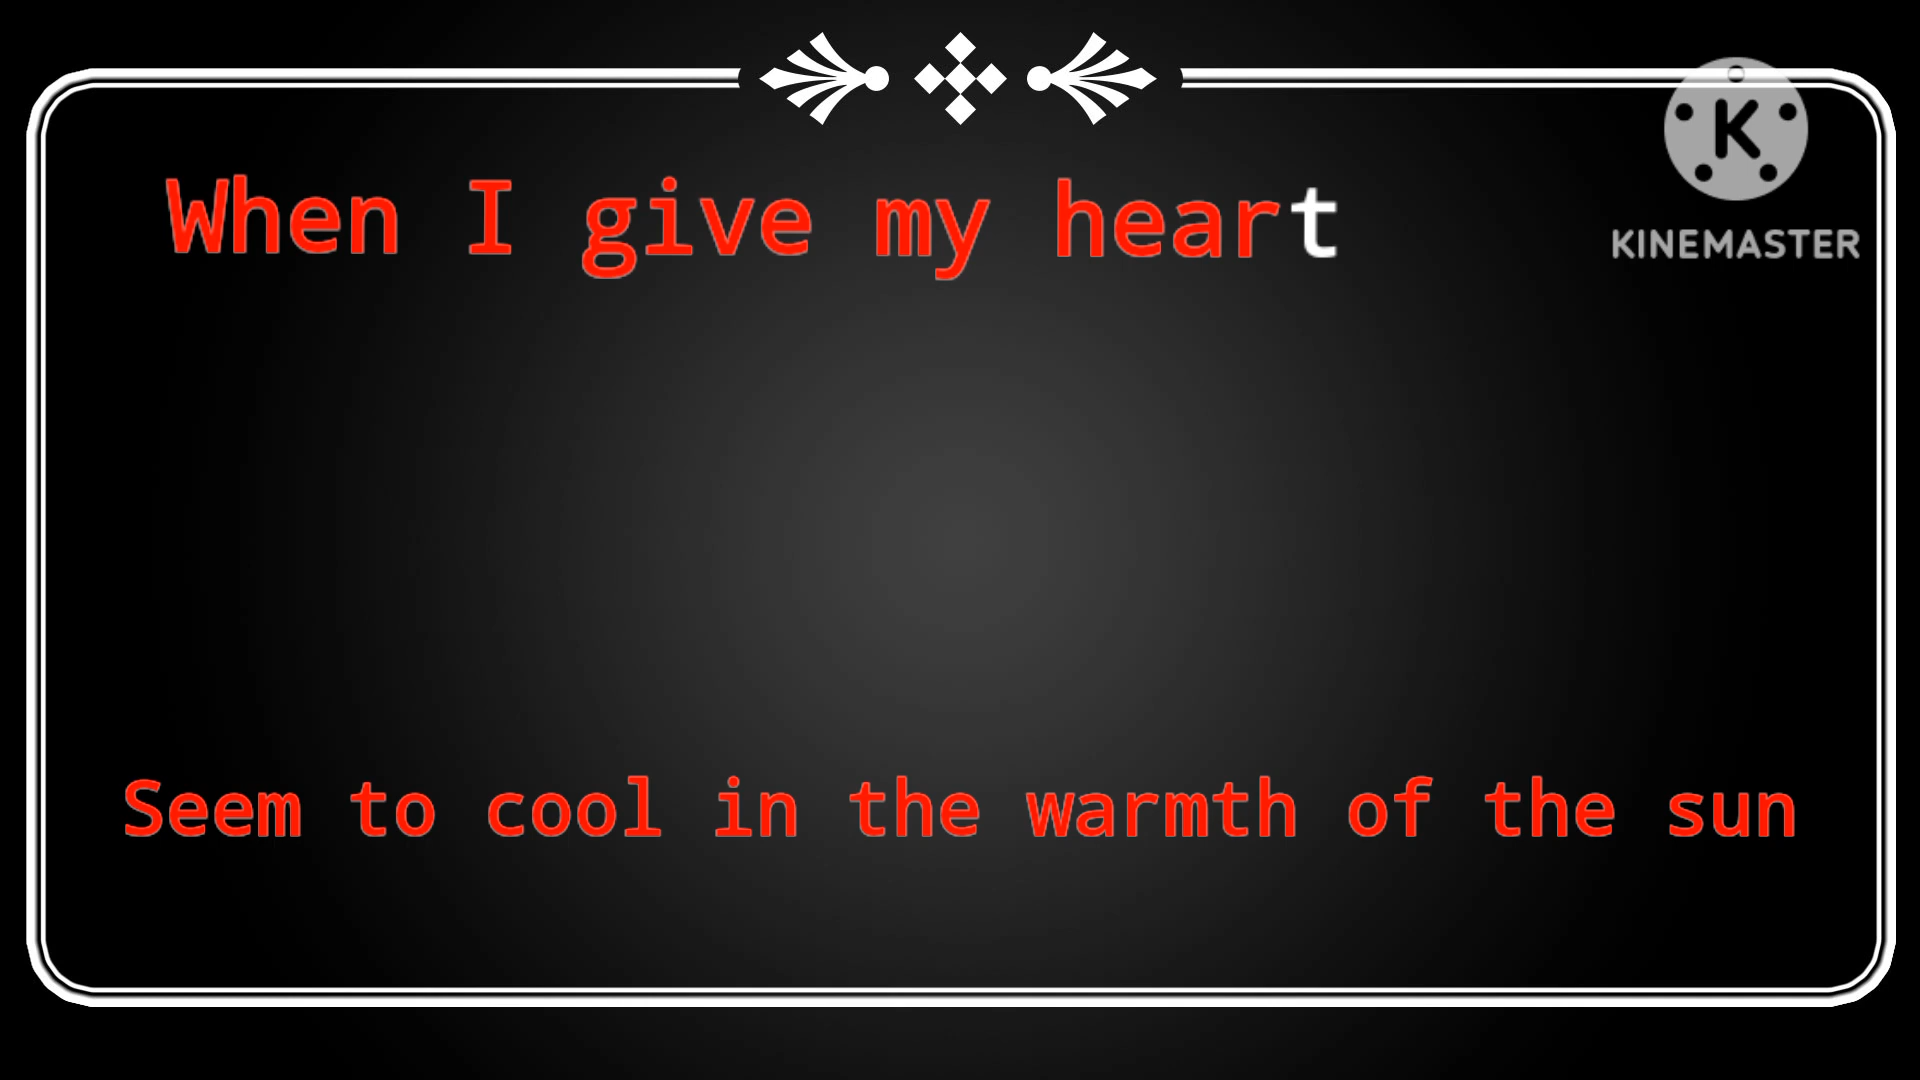 When I give my heart
K
KINEMASTER
Seem to cool in the warmth of the sun